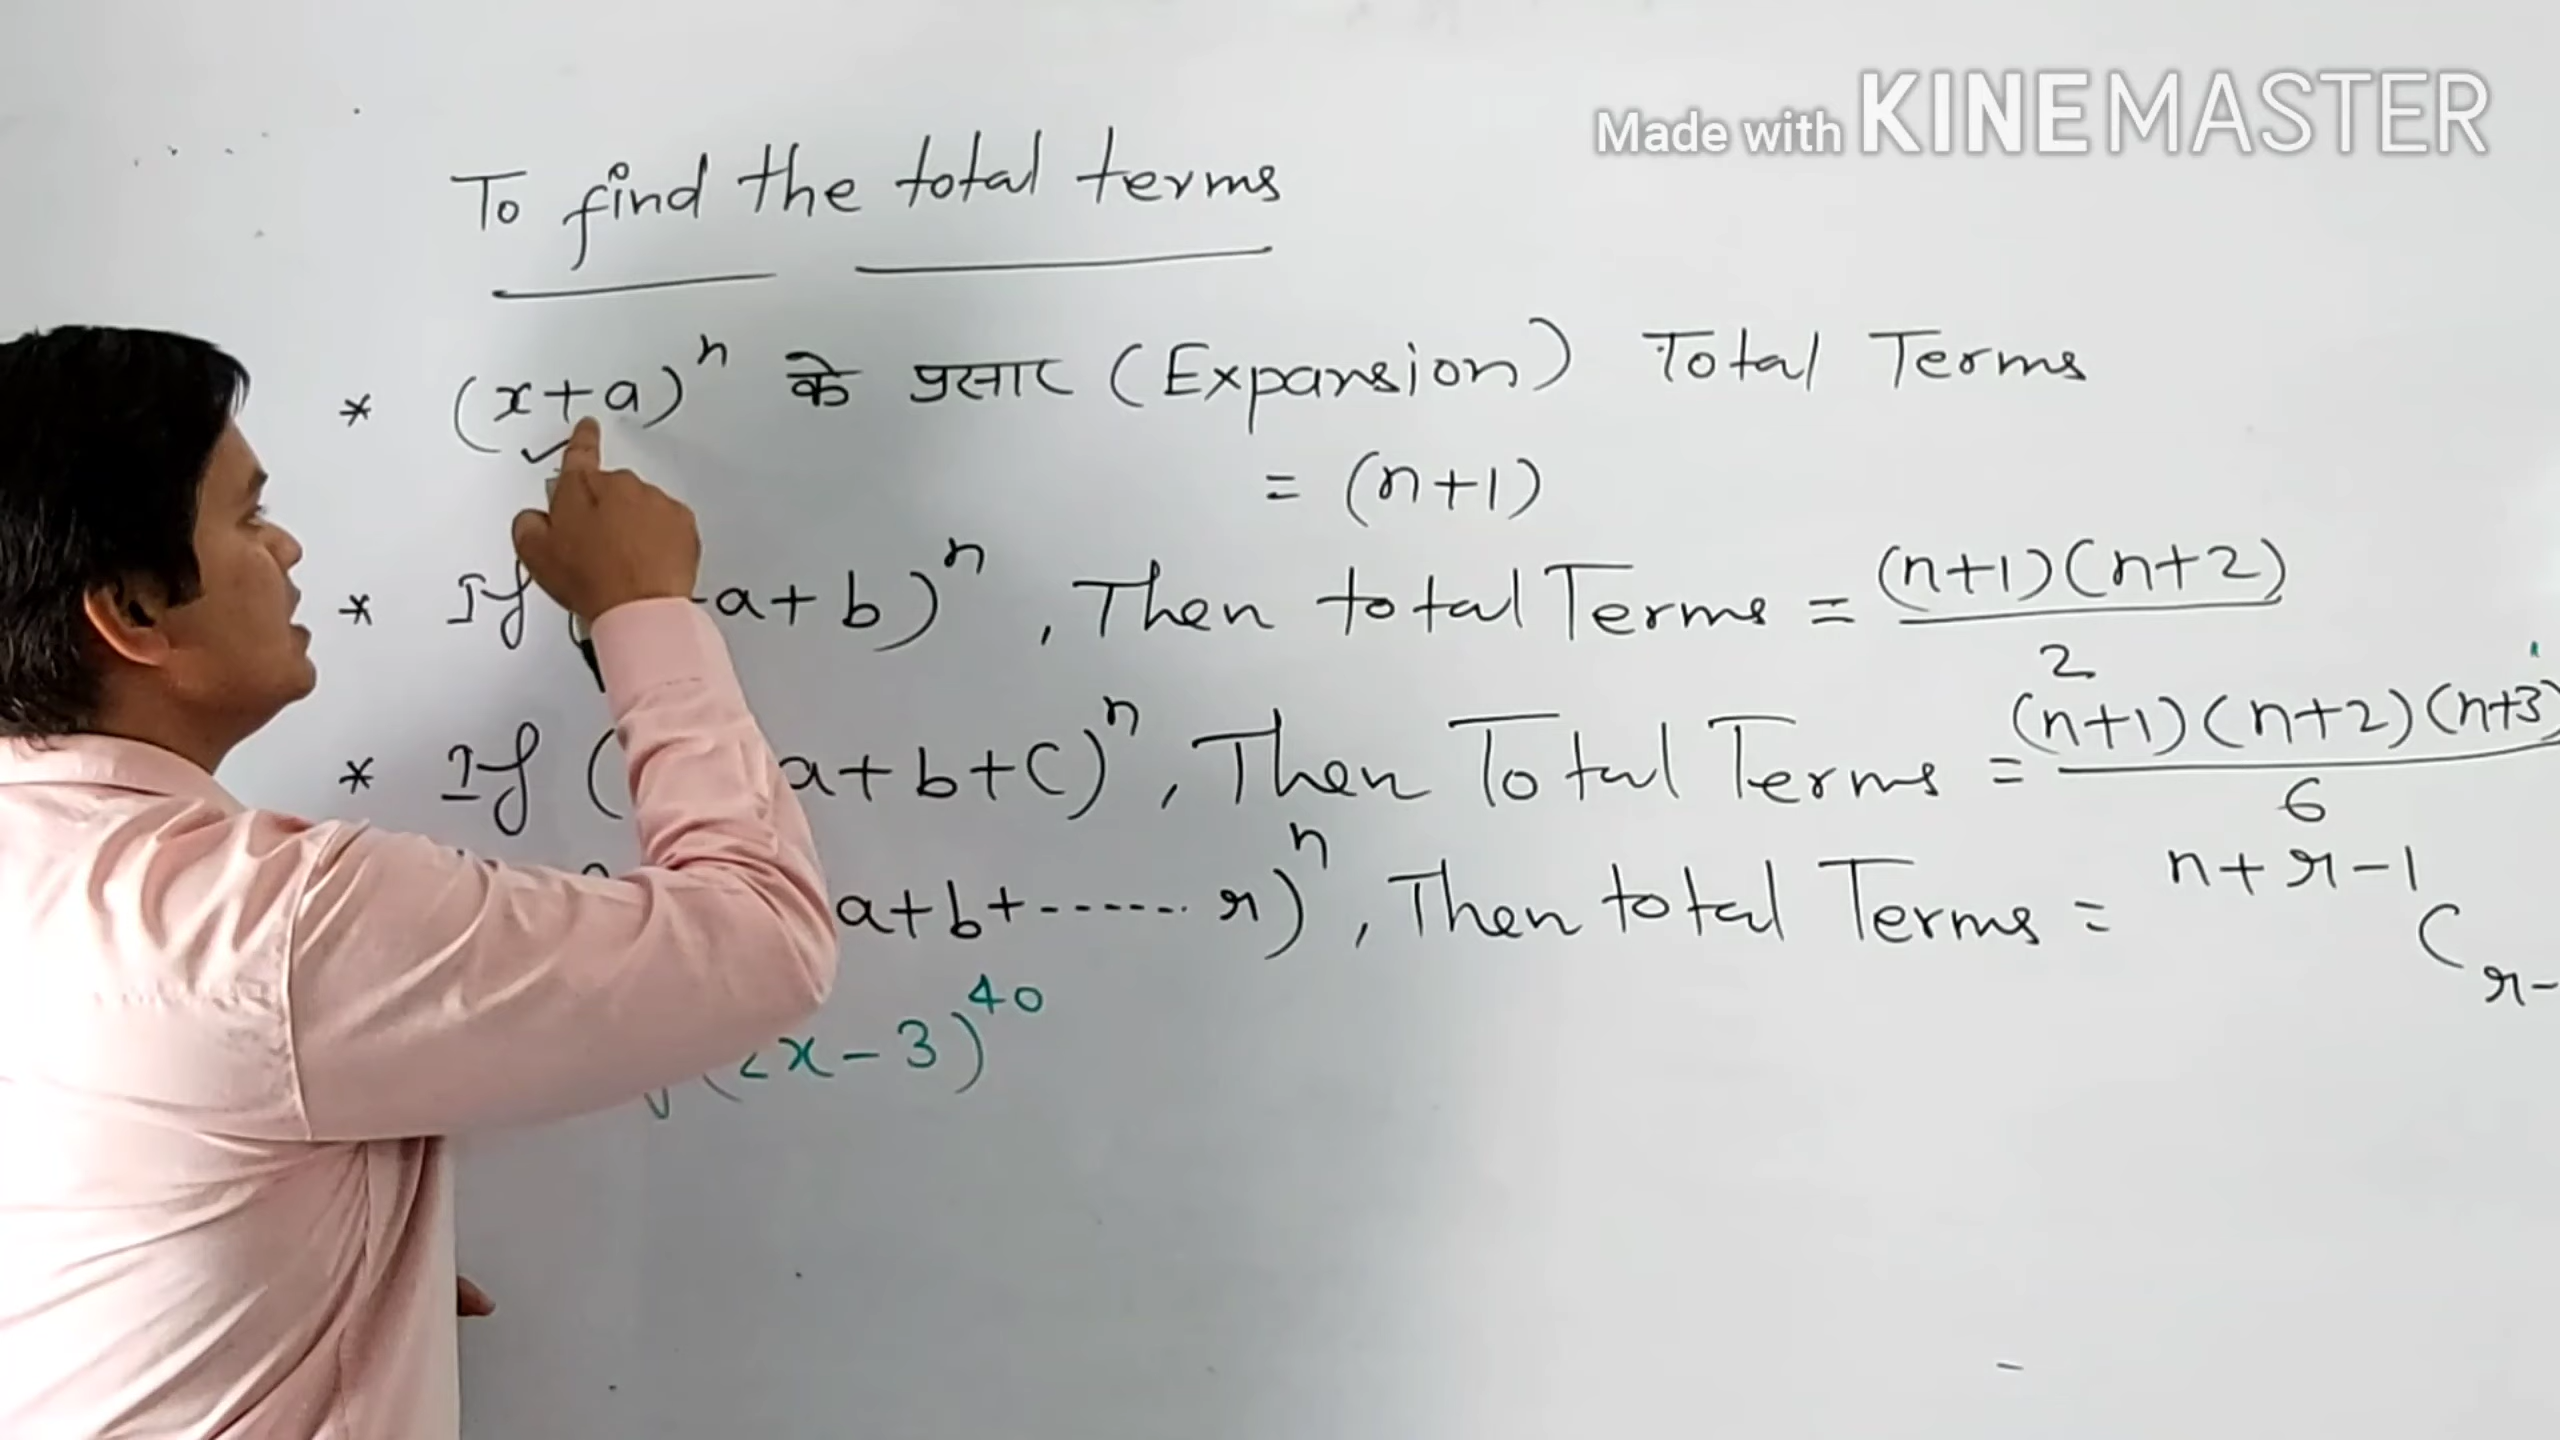 Made with KINEMASTER
To find the total terms
* (x+a)^n के प्रसार (Expansion) Total Terms
= (n+1)
* If ( a+b)^n, Then total Terms = (n+1)(n+2)/2
* If ( a+b+c)^n, Then Total Terms = (n+1)(n+2)(n+3)/6
a+b+------ r)^n, Then total Terms = n+r-1 C r-
(2x-3)^40